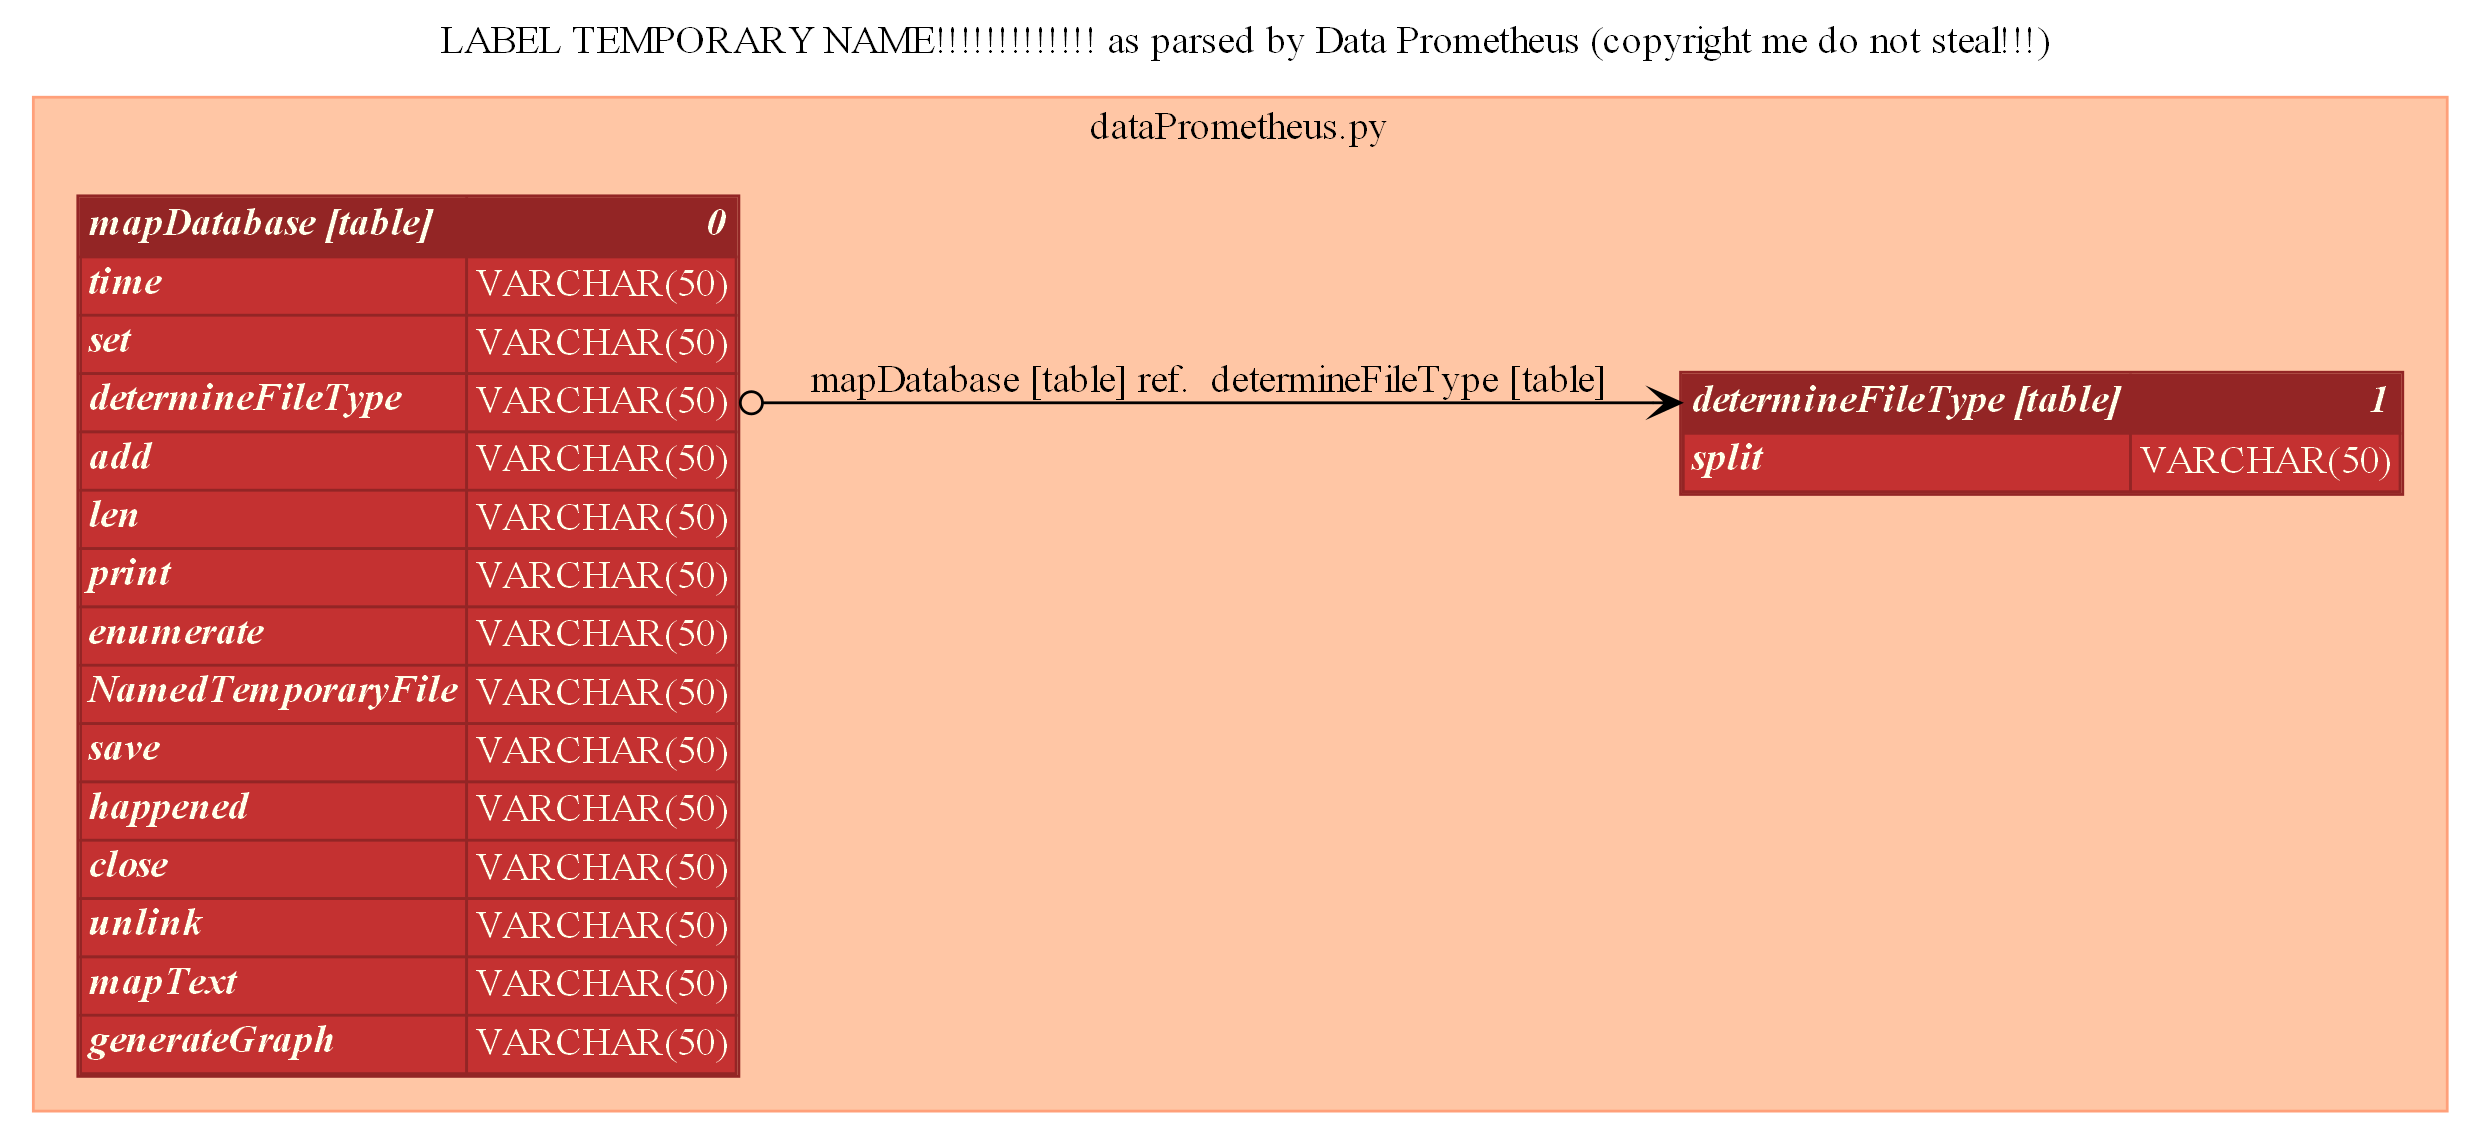 LABEL TEMPORARY NAME!!!!!!!!!!!!! as parsed by Data Prometheus (copyright me do not steal!!!)
dataPrometheus.py
mapDatabase [table] 0
time VARCHAR(50)
set VARCHAR(50)
determineFileType VARCHAR(50)
add VARCHAR(50)
len VARCHAR(50)
print VARCHAR(50)
enumerate VARCHAR(50)
NamedTemporaryFile VARCHAR(50)
save VARCHAR(50)
happened VARCHAR(50)
close VARCHAR(50)
unlink VARCHAR(50)
mapText VARCHAR(50)
generateGraph VARCHAR(50)
mapDatabase [table] ref. determineFileType [table]
determineFileType [table] 1
split VARCHAR(50)